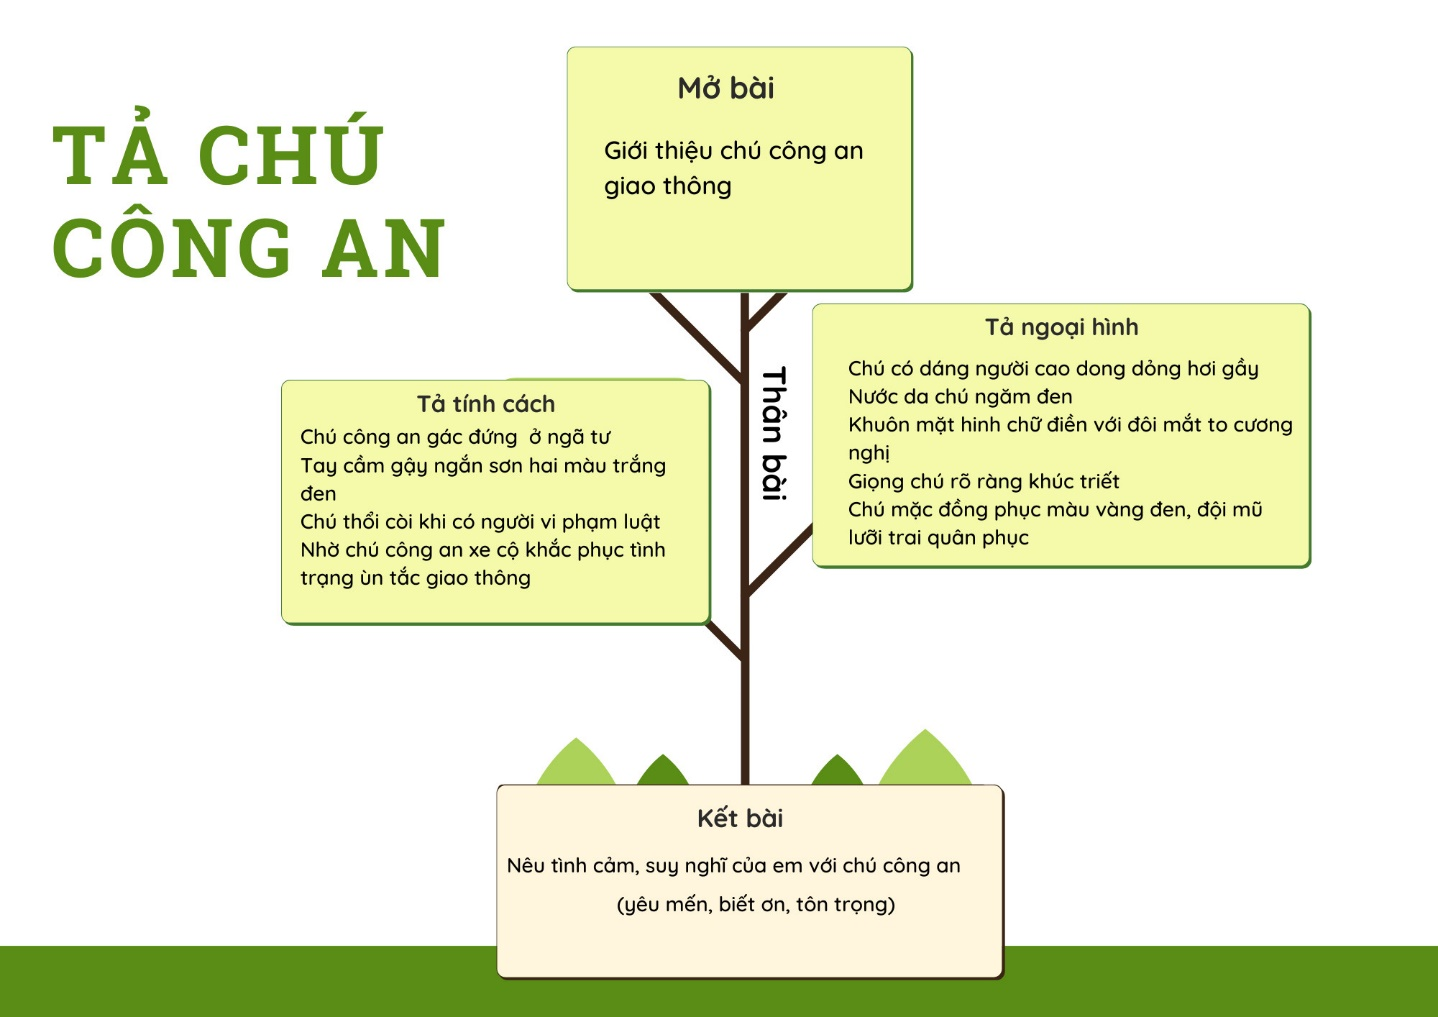 TẢ CHÚ
CÔNG AN
Mở bài
Giới thiệu chú công an
giao thông
Thân bài
Tả ngoại hình
Chú có dáng người cao dong dỏng hơi gầy
Nước da chú ngăm đen
Khuôn mặt hinh chữ điền với đôi mắt to cương
nghị
Giọng chú rõ ràng khúc triết
Chú mặc đồng phục màu vàng đen, đội mũ
lưỡi trai quân phục
Tả tính cách
Chú công an gác đứng ở ngã tư
Tay cầm gậy ngắn sơn hai màu trắng
đen
Chú thổi còi khi có người vi phạm luật
Nhờ chú công an xe cộ khắc phục tình
trạng ùn tắc giao thông
Kết bài
Nêu tình cảm, suy nghĩ của em với chú công an
(yêu mến, biết ơn, tôn trọng)